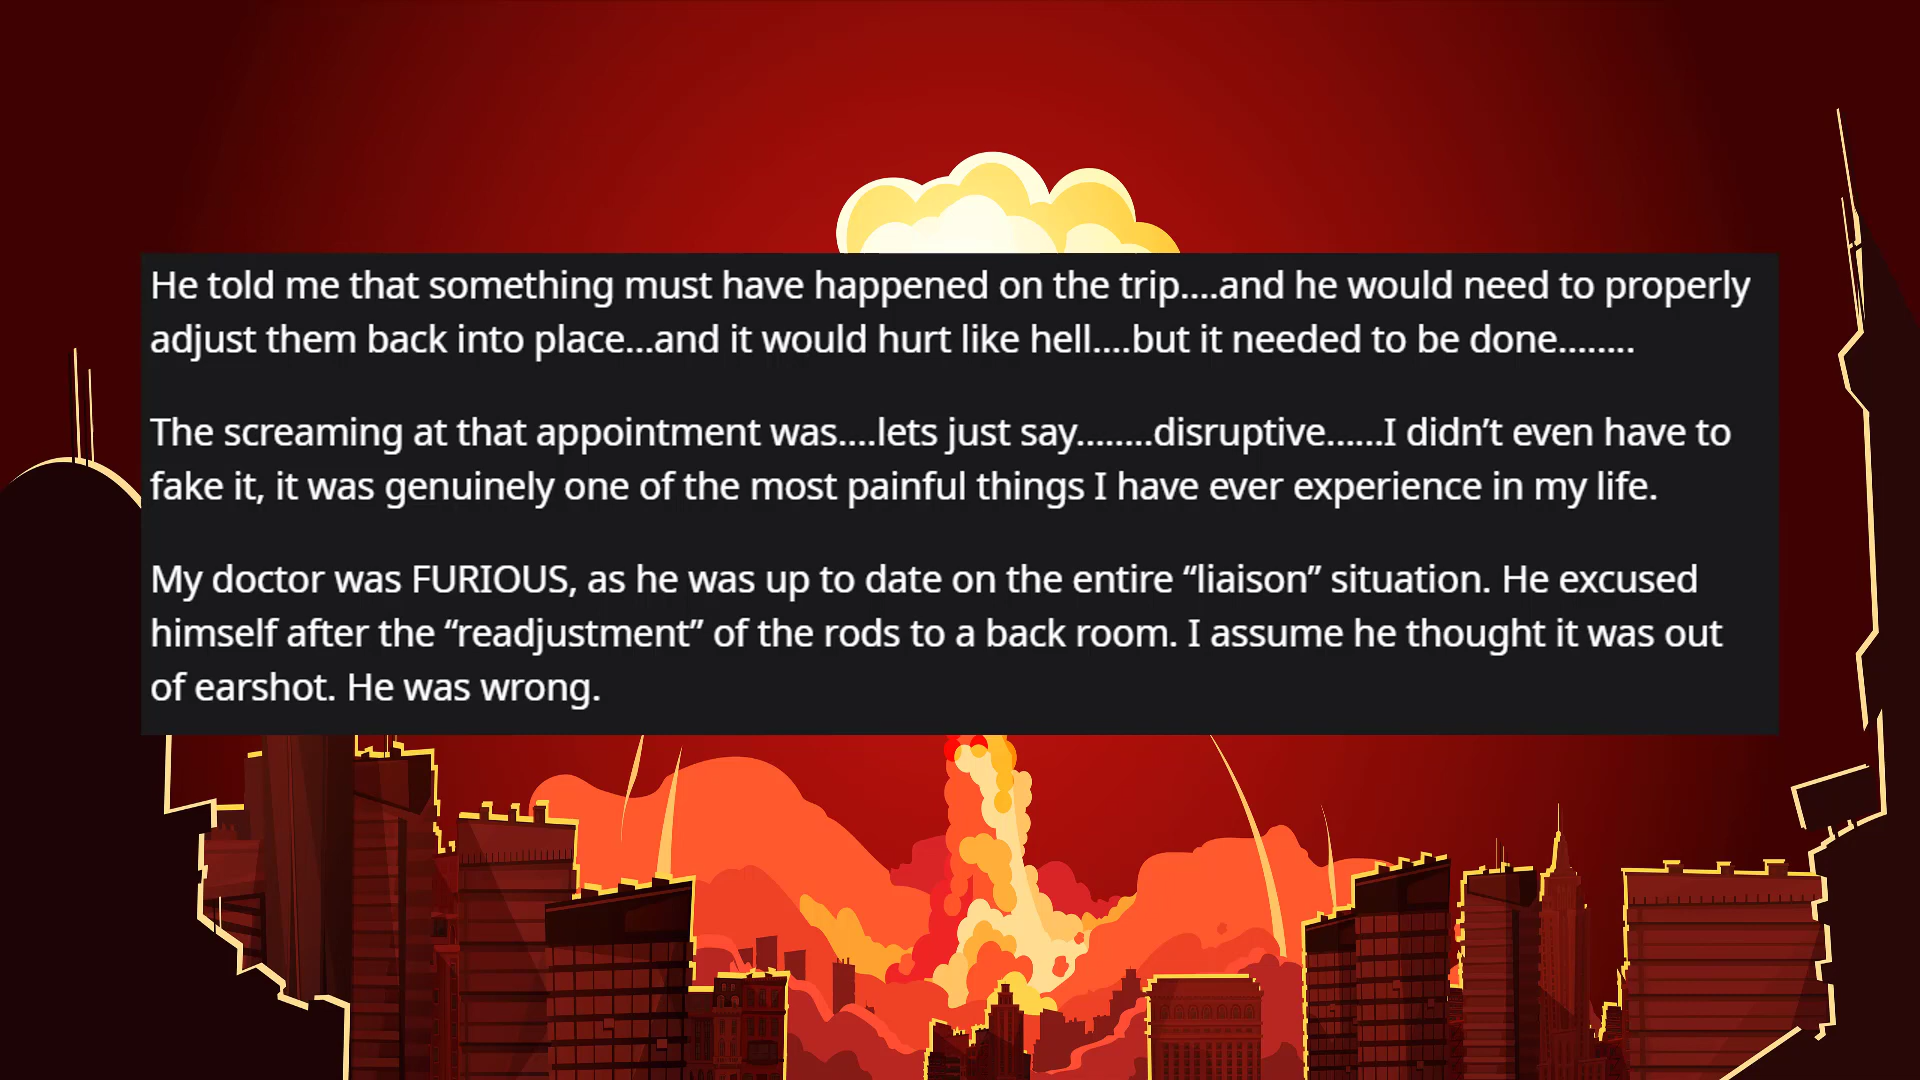 He told me that something must have happened on the trip....and he would need to properly
adjust them back into place...and it would hurt like hell....but it needed to be done........
The screaming at that appointment was....lets just say........disruptive......I didn’t even have to
fake it, it was genuinely one of the most painful things I have ever experience in my life.
My doctor was FURIOUS, as he was up to date on the entire “liaison” situation. He excused
himself after the “readjustment” of the rods to a back room. I assume he thought it was out
of earshot. He was wrong.